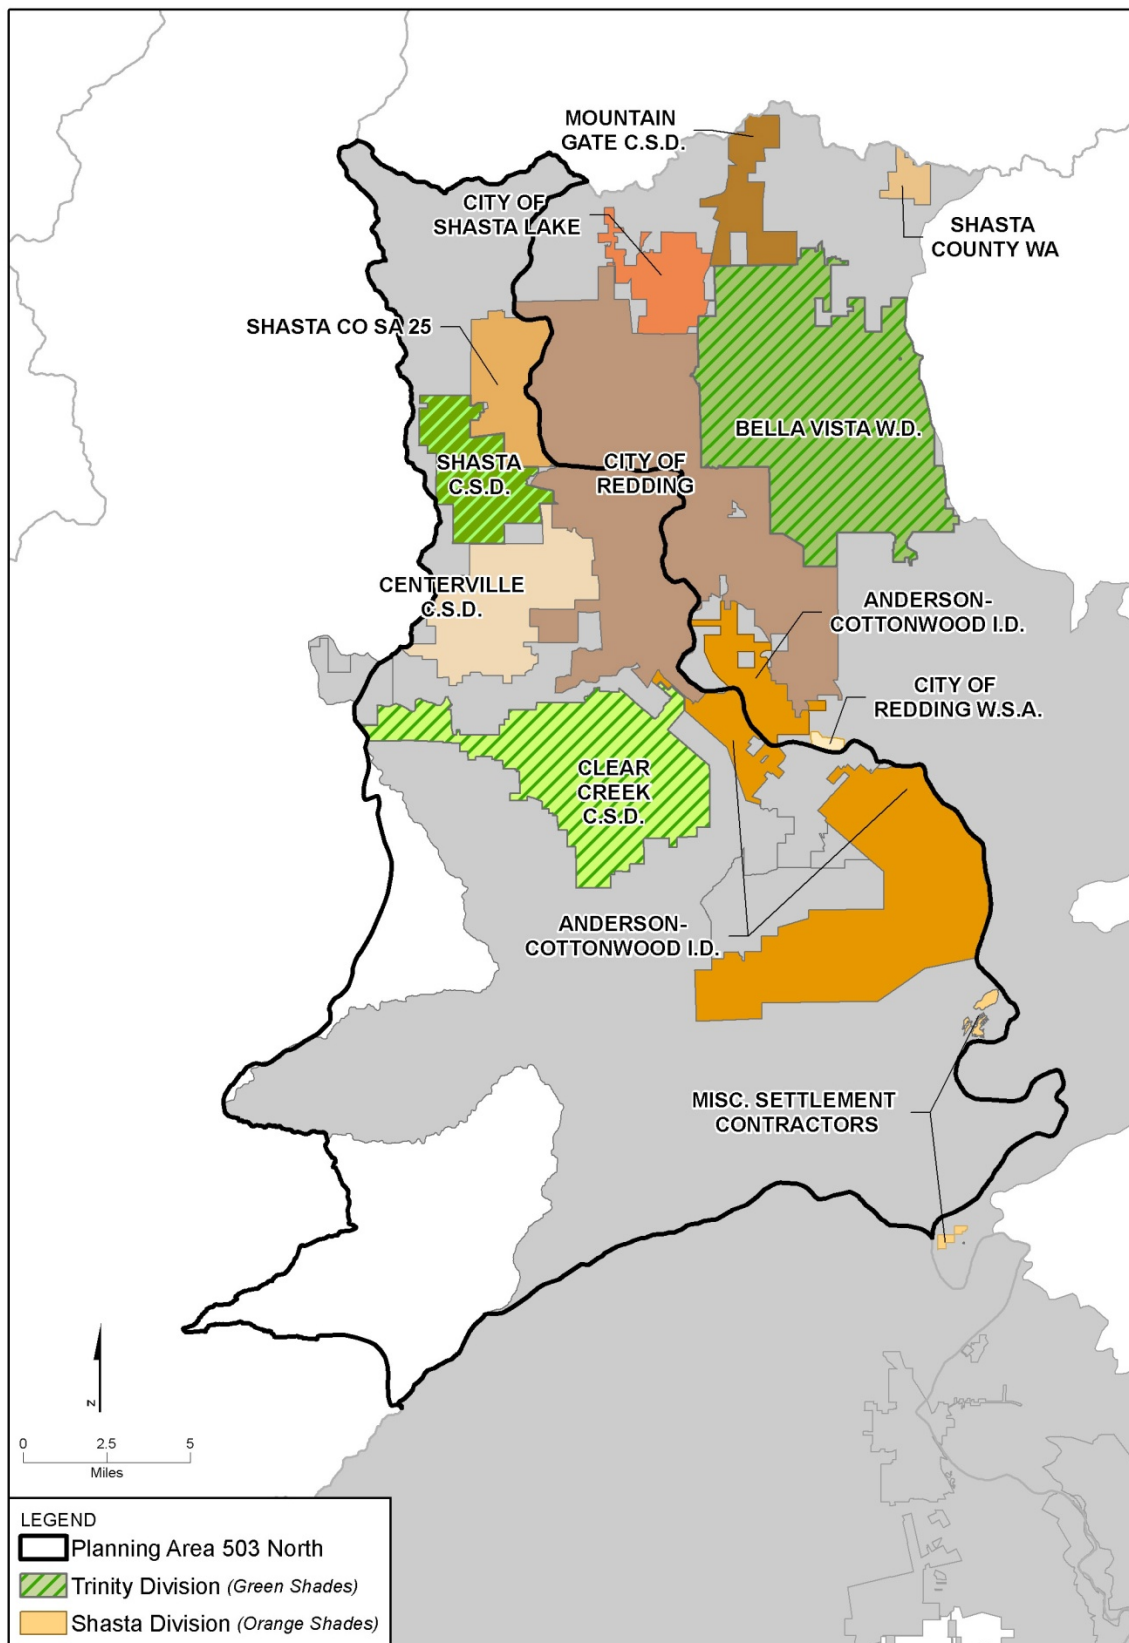 MOUNTAIN
GATE C.S.D.
CITY OF
SHASTA LAKE
SHASTA
COUNTY WA
SHASTA CO SA 25
BELLA VISTA W.D.
SHASTA
C.S.D.
CITY OF
REDDING
CENTERVILLE
C.S.D.
ANDERSON-
COTTONWOOD I.D.
CITY OF
REDDING W.S.A.
CLEAR
CREEK
C.S.D.
ANDERSON-
COTTONWOOD I.D.
MISC. SETTLEMENT
CONTRACTORS
N
0 2.5 5
Miles
LEGEND
Planning Area 503 North
Trinity Division (Green Shades)
Shasta Division (Orange Shades)